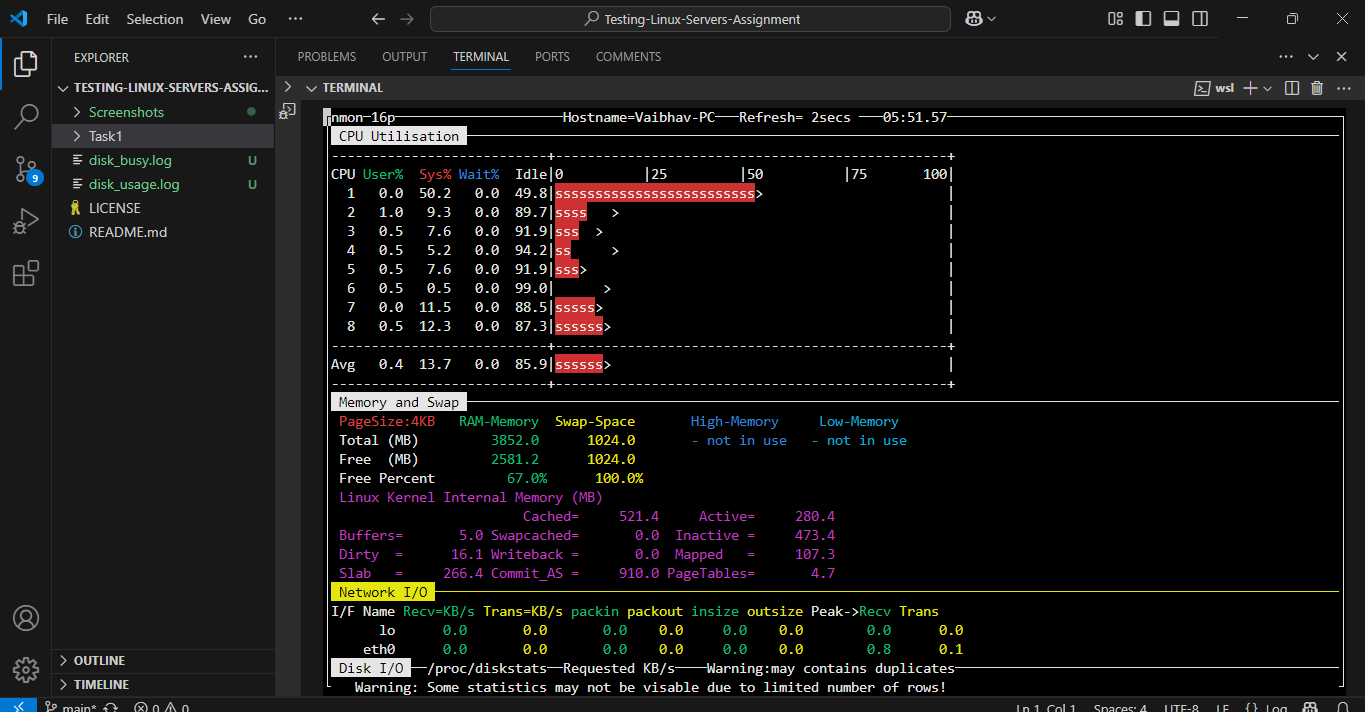 File Edit Selection View Go ··· Testing-Linux-Servers-Assignment
EXPLORER ···
TESTING-LINUX-SERVERS-ASSIG...
Screenshots
Task1
disk_busy.log U
disk_usage.log U
LICENSE
README.md
OUTLINE
TIMELINE
9
PROBLEMS OUTPUT TERMINAL PORTS COMMENTS
TERMINAL wsl
nmon-16p Hostname=Vaibhav-PC Refresh= 2secs 05:51.57
CPU Utilisation
---------------------------+-------------------------------------------------+
CPU User% Sys% Wait% Idle|0 |25 |50 |75 100|
1 0.0 50.2 0.0 49.8|sssssssssssssssssssssssss> |
2 1.0 9.3 0.0 89.7|ssss > |
3 0.5 7.6 0.0 91.9|sss > |
4 0.5 5.2 0.0 94.2|ss > |
5 0.5 7.6 0.0 91.9|sss> |
6 0.5 0.5 0.0 99.0| > |
7 0.0 11.5 0.0 88.5|sssss> |
8 0.5 12.3 0.0 87.3|ssssss> |
---------------------------+-------------------------------------------------+
Avg 0.4 13.7 0.0 85.9|ssssss> |
---------------------------+-------------------------------------------------+
Memory and Swap
PageSize:4KB RAM-Memory Swap-Space High-Memory Low-Memory
Total (MB) 3852.0 1024.0 - not in use - not in use
Free (MB) 2581.2 1024.0
Free Percent 67.0% 100.0%
Linux Kernel Internal Memory (MB)
Cached= 521.4 Active= 280.4
Buffers= 5.0 Swapcached= 0.0 Inactive = 473.4
Dirty = 16.1 Writeback = 0.0 Mapped = 107.3
Slab = 266.4 Commit_AS = 910.0 PageTables= 4.7
Network I/O
I/F Name Recv=KB/s Trans=KB/s packin packout insize outsize Peak->Recv Trans
lo 0.0 0.0 0.0 0.0 0.0 0.0 0.0 0.0
eth0 0.0 0.0 0.0 0.0 0.0 0.0 0.8 0.1
Disk I/O /proc/diskstats Requested KB/s Warning:may contains duplicates
Warning: Some statistics may not be visable due to limited number of rows!
main* 0 0 Ln 1, Col 1 Spaces: 4 UTF-8 LF {} Log